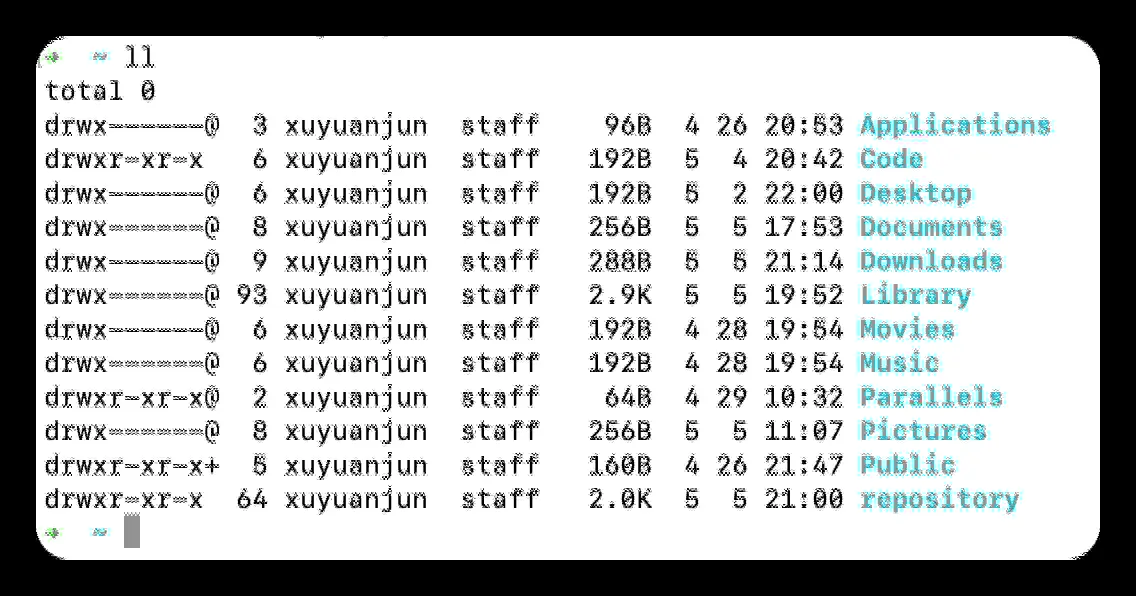 ➜  ~ ll
total 0
drwx------@  3 xuyuanjun  staff    96B  4 26 20:53 Applications
drwxr-xr-x   6 xuyuanjun  staff   192B  5  4 20:42 Code
drwx------@  6 xuyuanjun  staff   192B  5  2 22:00 Desktop
drwx------@  8 xuyuanjun  staff   256B  5  5 17:53 Documents
drwx------@  9 xuyuanjun  staff   288B  5  5 21:14 Downloads
drwx------@ 93 xuyuanjun  staff   2.9K  5  5 19:52 Library
drwx------@  6 xuyuanjun  staff   192B  4 28 19:54 Movies
drwx------@  6 xuyuanjun  staff   192B  4 28 19:54 Music
drwxr-xr-x@  2 xuyuanjun  staff    64B  4 29 10:32 Parallels
drwx------@  8 xuyuanjun  staff   256B  5  5 11:07 Pictures
drwxr-xr-x+  5 xuyuanjun  staff   160B  4 26 21:47 Public
drwxr-xr-x  64 xuyuanjun  staff   2.0K  5  5 21:00 repository
➜  ~